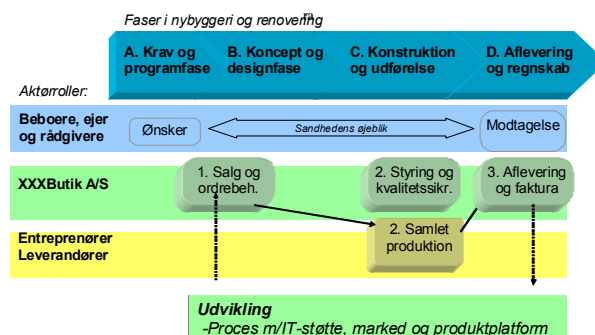 Faser i nybyggeri og renovering
ra
A. Krav og
programfase
B. Koncept og
designfase
C. Konstruktion
og udførelse
D. Aflevering
og regnskab
Aktørroller:
Beboere, ejer
og rådgivere
Ønsker
Sandhedens øjeblik
Modtagelse
XXXButik A/S
1. Salg og
ordrebeh.
2. Styring og
kvalitetssikr.
3. Aflevering
og faktura
Entreprenører
Leverandører
2. Samlet
produktion
Udvikling
-Proces m/IT-støtte, marked og produktplatform